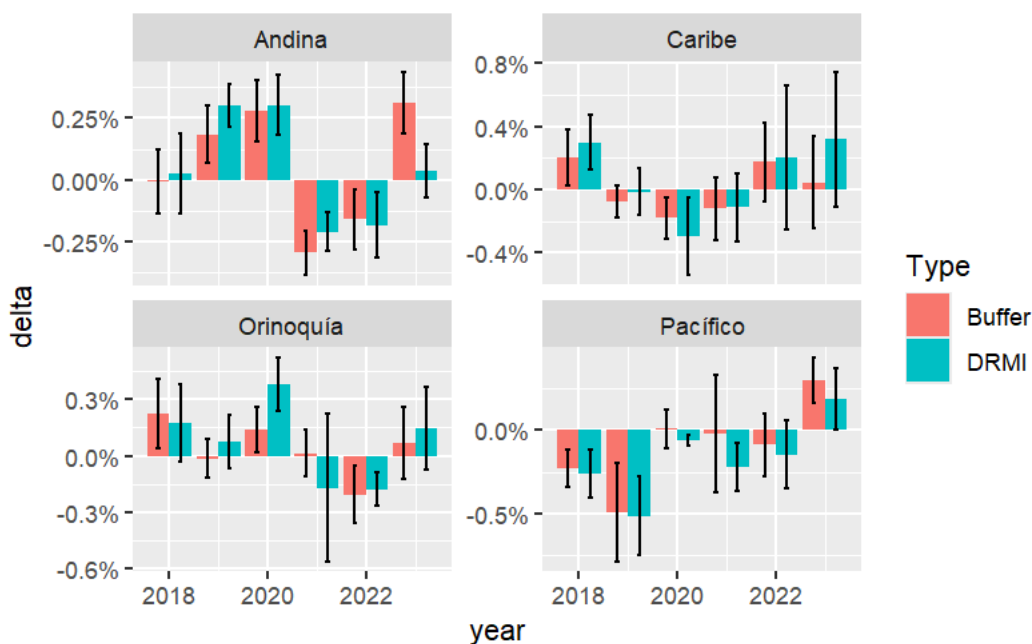 Andina
Caribe
0.25%
0.00%
-0.25%
0.8%
0.4%
0.0%
-0.4%
delta
Orinoquía
Pacífico
0.3%
0.0%
-0.3%
-0.6%
0.0%
-0.5%
2018
2020
2022
2018
2020
2022
year
Type
Buffer
DRMI